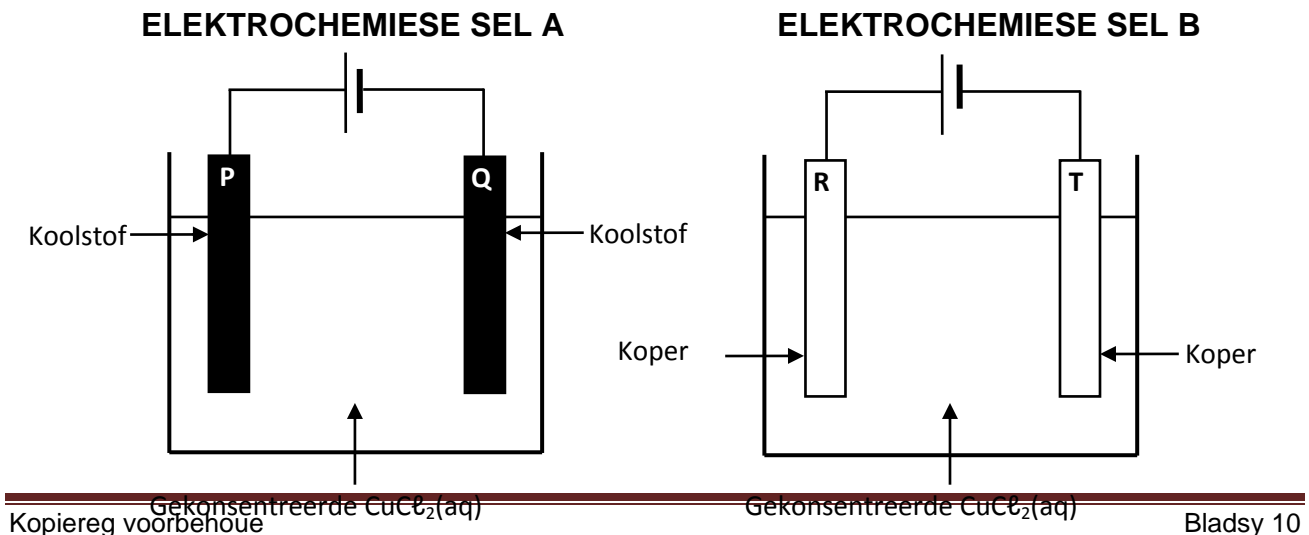 ELEKTROCHEMIESE SEL A
ELEKTROCHEMIESE SEL B
P
Q
R
T
Koolstof
Koolstof
Koper
Koper
Gekonsentreerde CuCℓ₂(aq)
Gekonsentreerde CuCℓ₂(aq)
Kopiereg voorbehoue
Bladsy 10